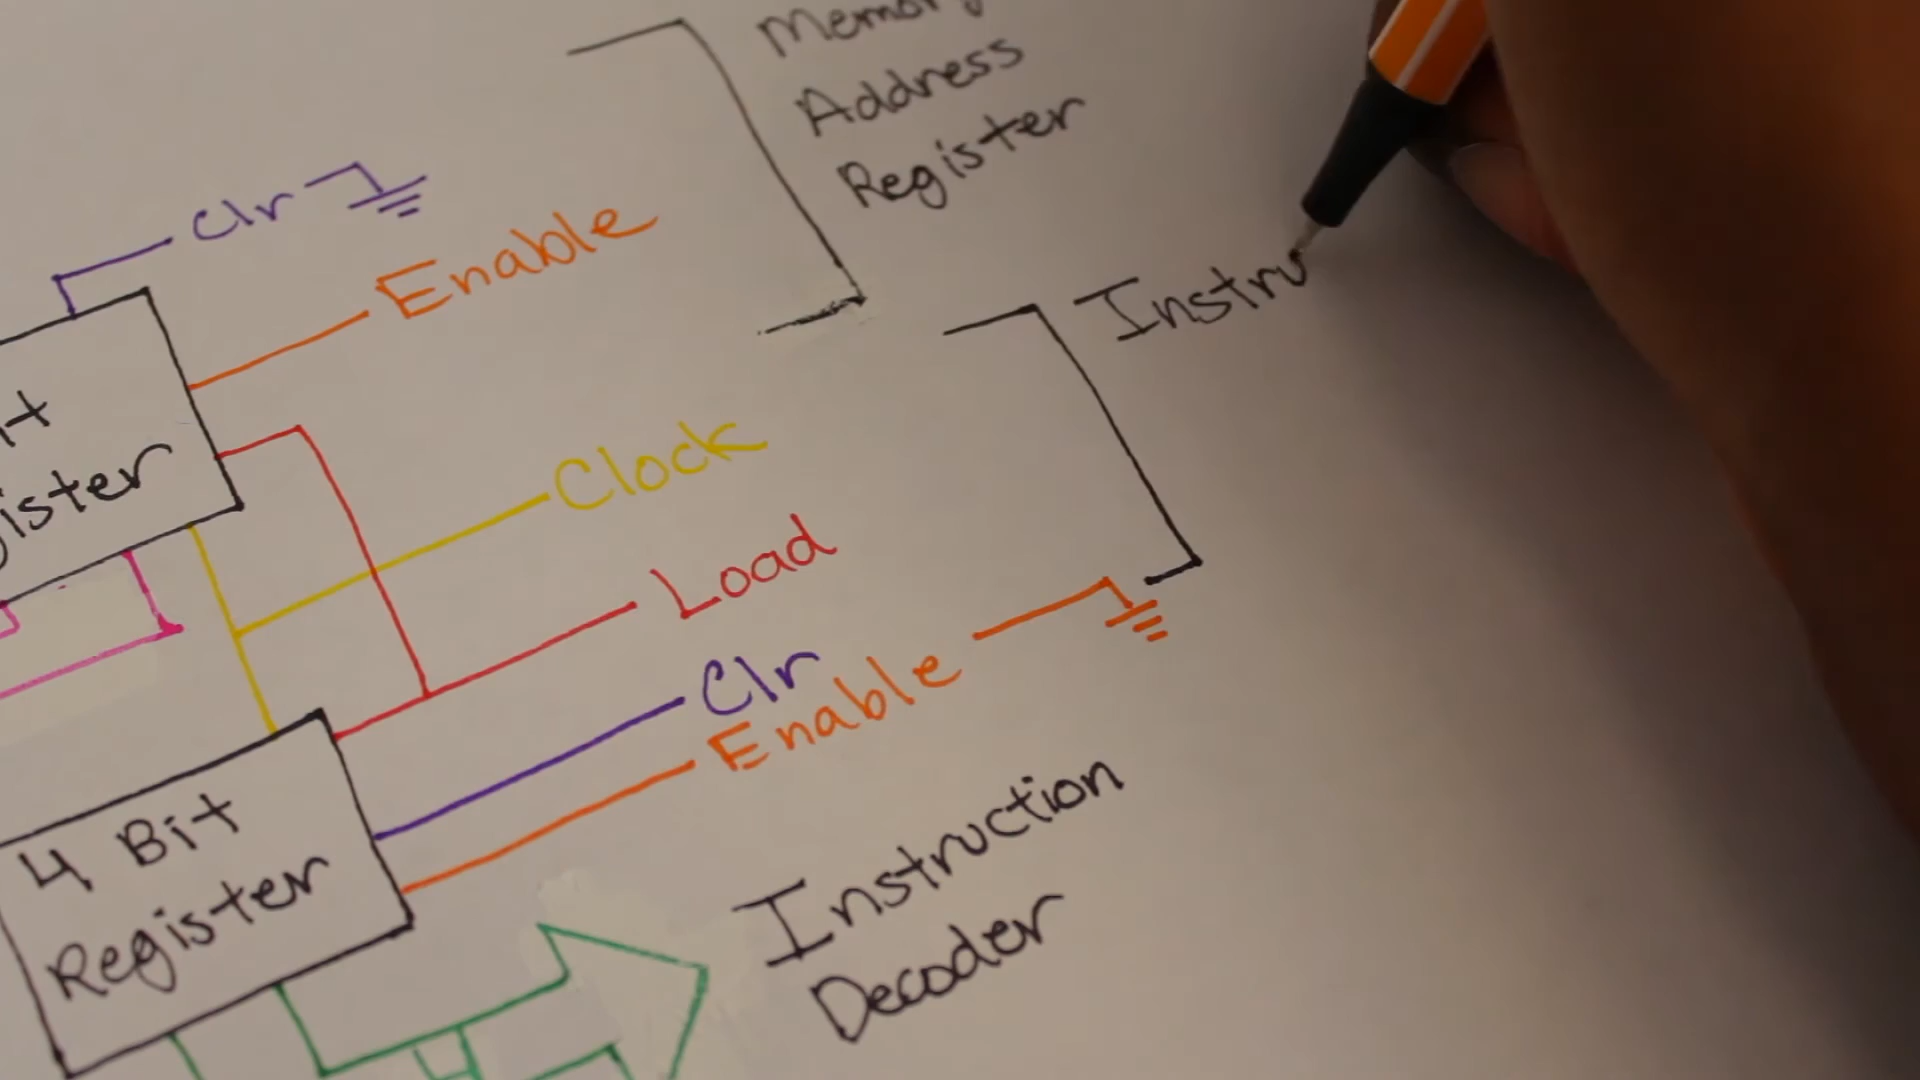 Memory
Address
Register
Clr
Enable
Instru
Clock
Load
Clr
Enable
4 Bit
Register
Instruction
Decoder